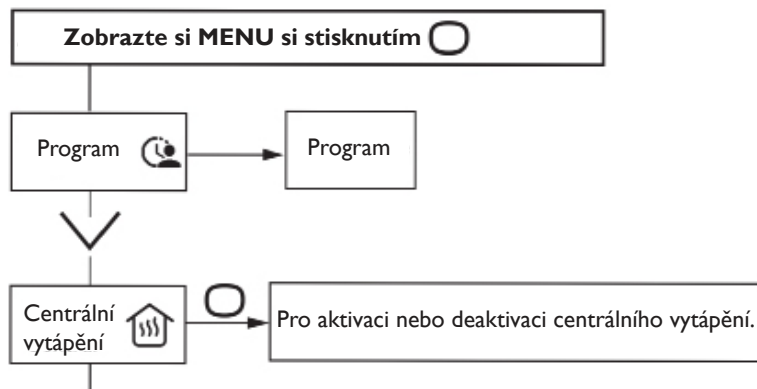 Zobrazte si MENU si stisknutím
Program
Program
Centrální
vytápění
Pro aktivaci nebo deaktivaci centrálního vytápění.